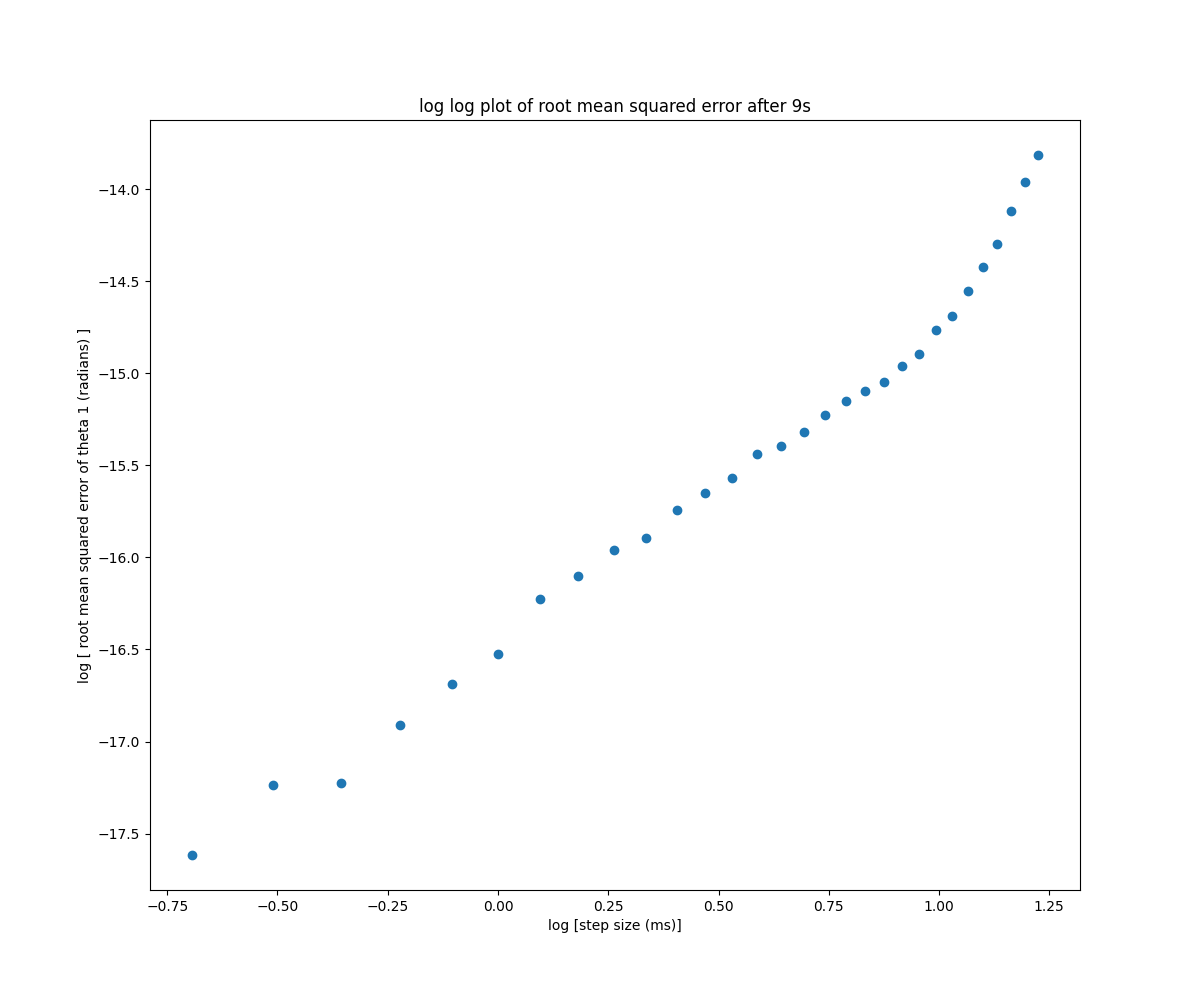 log log plot of root mean squared error after 9s
log [ root mean squared error of theta 1 (radians) ]
−14.0
−14.5
−15.0
−15.5
−16.0
−16.5
−17.0
−17.5
−0.75 −0.50 −0.25 0.00 0.25 0.50 0.75 1.00 1.25
log [step size (ms)]